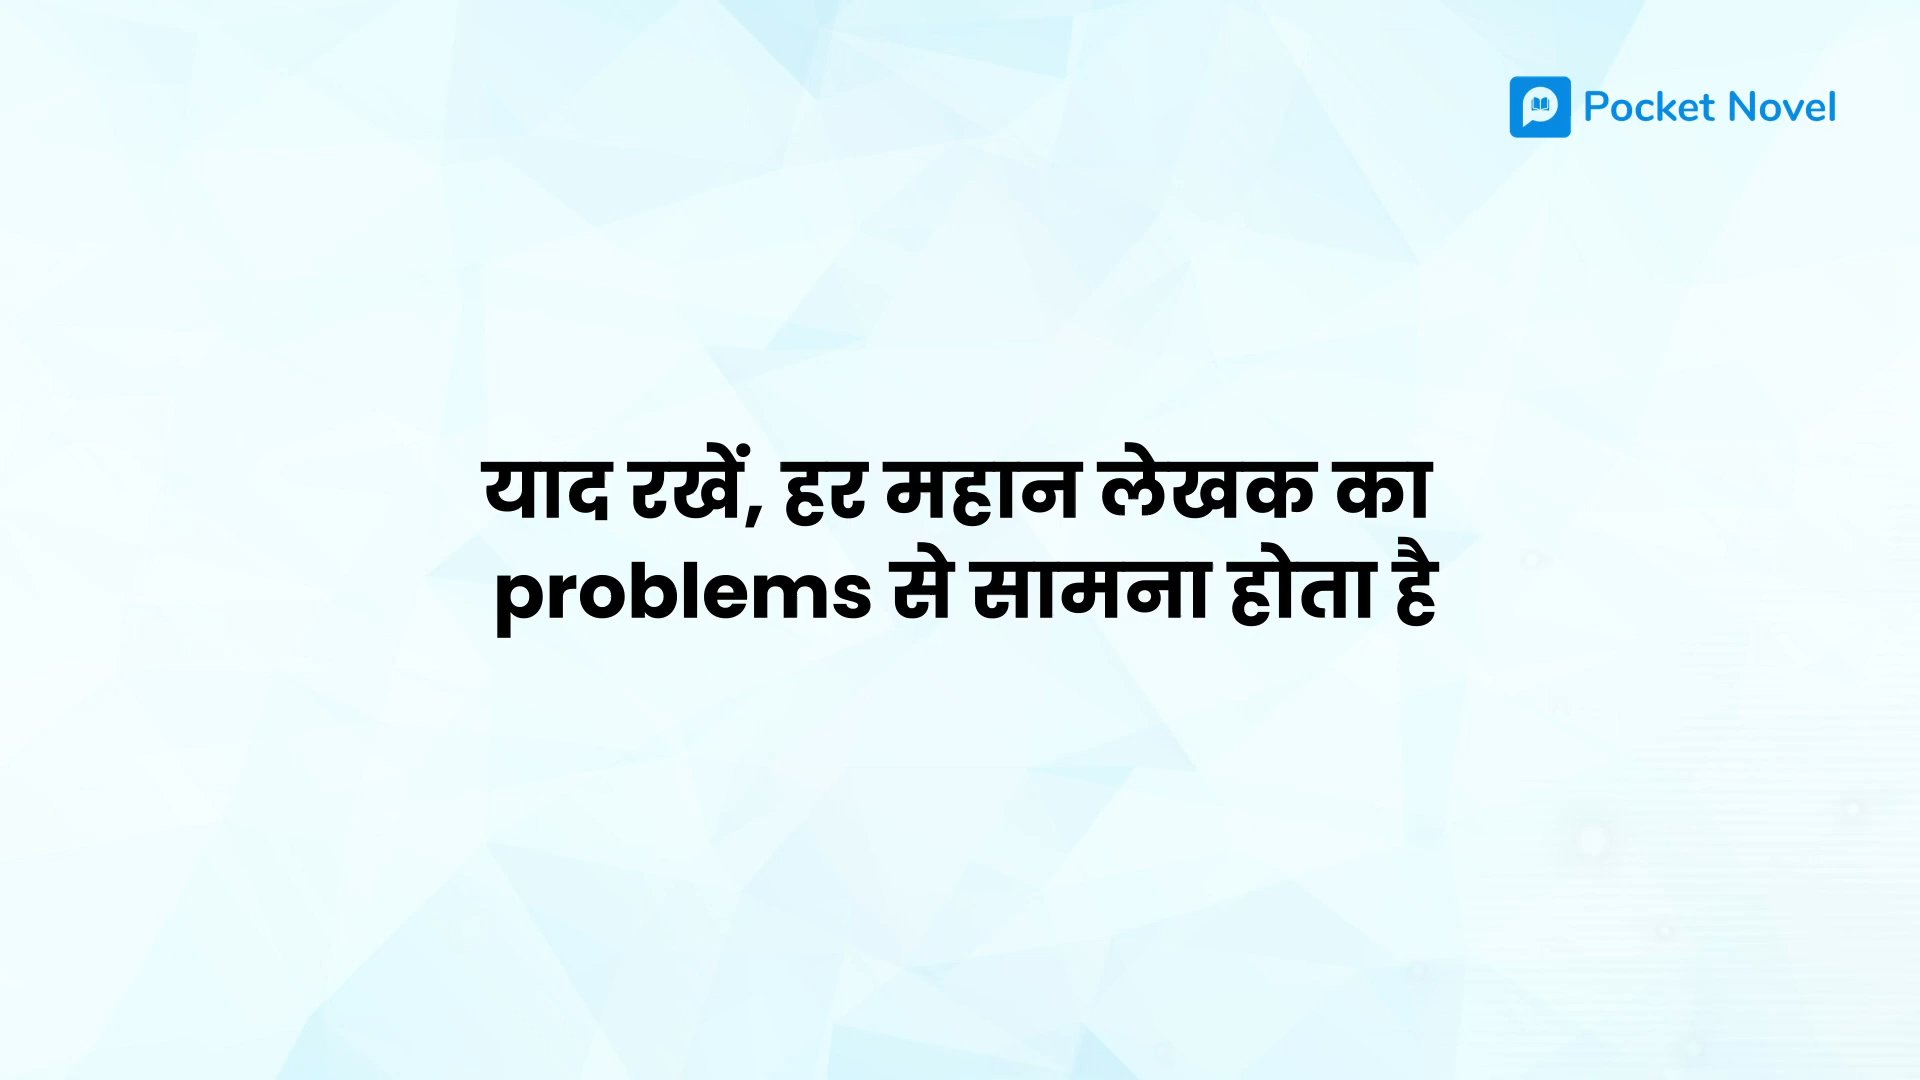 Pocket Novel
याद रखें, हर महान लेखक का
problems से सामना होता है